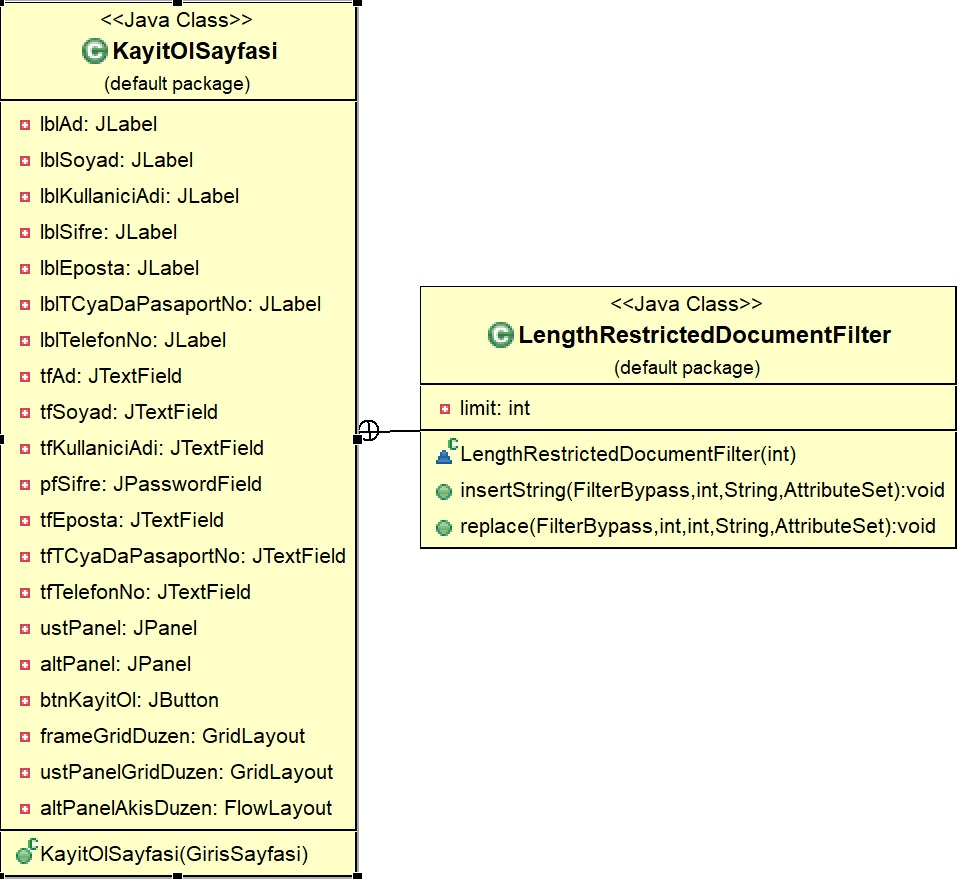 <<Java Class>>
KayitOlSayfasi
(default package)
lblAd: JLabel
lblSoyad: JLabel
lblKullaniciAdi: JLabel
lblSifre: JLabel
lblEposta: JLabel
lblTCyaDaPasaportNo: JLabel
lblTelefonNo: JLabel
tfAd: JTextField
tfSoyad: JTextField
tfKullaniciAdi: JTextField
pfSifre: JPasswordField
tfEposta: JTextField
tfTCyaDaPasaportNo: JTextField
tfTelefonNo: JTextField
ustPanel: JPanel
altPanel: JPanel
btnKayitOl: JButton
frameGridDuzen: GridLayout
ustPanelGridDuzen: GridLayout
altPanelAkisDuzen: FlowLayout
KayitOlSayfasi(GirisSayfasi)
<<Java Class>>
LengthRestrictedDocumentFilter
(default package)
limit: int
LengthRestrictedDocumentFilter(int)
insertString(FilterBypass,int,String,AttributeSet):void
replace(FilterBypass,int,int,String,AttributeSet):void